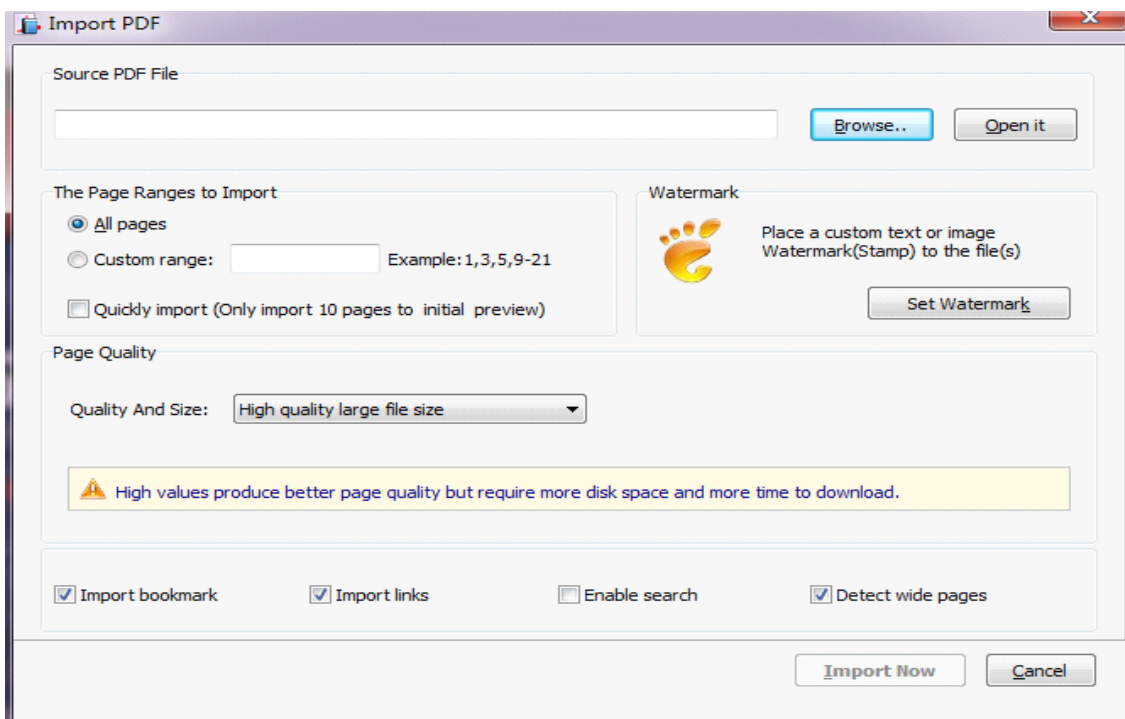 Import PDF
Source PDF File
Browse..
Open it
The Page Ranges to Import
All pages
Custom range:
Example:1,3,5,9-21
Quickly import (Only import 10 pages to initial preview)
Watermark
Place a custom text or image
Watermark(Stamp) to the file(s)
Set Watermark
Page Quality
Quality And Size:
High quality large file size
High values produce better page quality but require more disk space and more time to download.
Import bookmark
Import links
Enable search
Detect wide pages
Import Now
Cancel